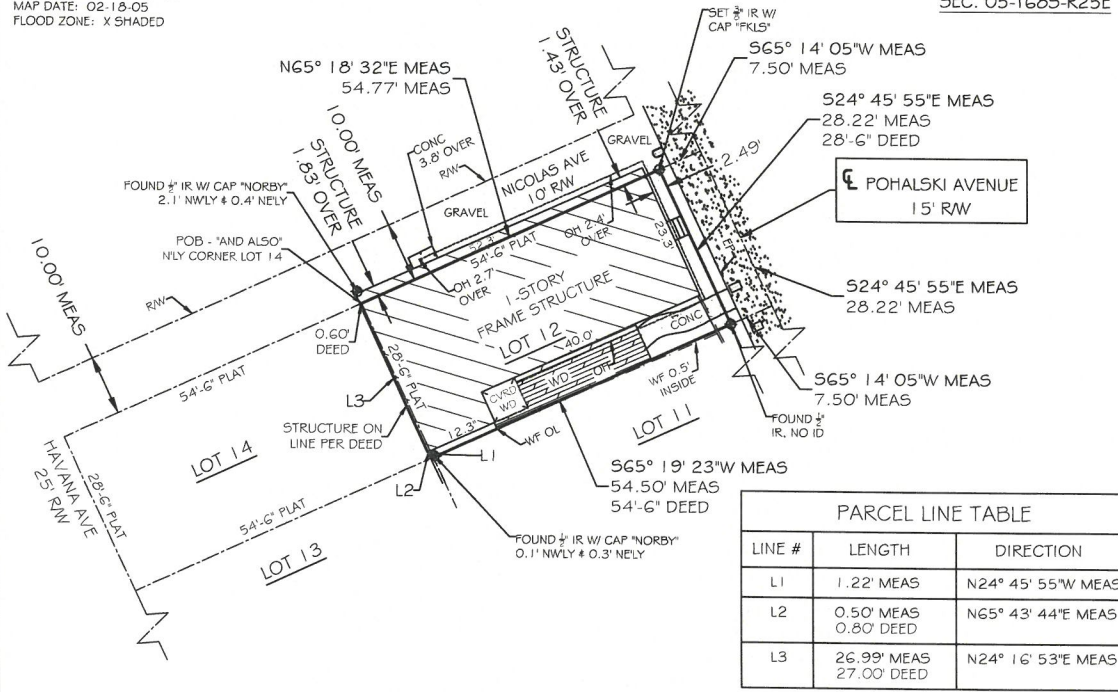 MAP DATE: 02-18-05
FLOOD ZONE: X SHADED
SEC. 05-T68S-R25E
SET ⅜" IR W/
CAP "FKLS"
S65° 14' 05"W MEAS
7.50' MEAS
N65° 18' 32"E MEAS
54.77' MEAS
STRUCTURE
1.43' OVER
S24° 45' 55"E MEAS
28.22' MEAS
28'-6" DEED
10.00' MEAS
STRUCTURE
1.83' OVER
CONC
3.8' OVER
R/W
GRAVEL
NICOLAS AVE
10' R/W
GRAVEL
2.49'
℄ POHALSKI AVENUE
15' R/W
FOUND ½" IR W/ CAP "NORBY"
2.1' NW'LY & 0.4' NE'LY
POB - "AND ALSO"
N'LY CORNER LOT 14
52.3'
54'-6" PLAT
OH 2.4'
OVER
23.3'
EP
OH 2.7'
OVER
1-STORY
FRAME STRUCTURE
LOT 12
10.00' MEAS
R/W
S24° 45' 55"E MEAS
28.22' MEAS
0.60'
DEED
40.0'
CONC
54'-6" PLAT
28'-6" PLAT
L3
CVRD
WD
WD
OH
WF 0.5'
INSIDE
S65° 14' 05"W MEAS
7.50' MEAS
STRUCTURE ON
LINE PER DEED
12.3'
WF OL
LOT 11
FOUND ½"
IR, NO ID
HAVANA AVE
25' R/W
LOT 14
28'-6" PLAT
L1
L2
S65° 19' 23"W MEAS
54.50' MEAS
54'-6" DEED
54'-6" PLAT
LOT 13
FOUND ½" IR W/ CAP "NORBY"
0.1' NW'LY & 0.3' NE'LY
PARCEL LINE TABLE
LINE # LENGTH DIRECTION
L1 1.22' MEAS N24° 45' 55"W MEAS
L2 0.50' MEAS N65° 43' 44"E MEAS
0.80' DEED
L3 26.99' MEAS N24° 16' 53"E MEAS
27.00' DEED